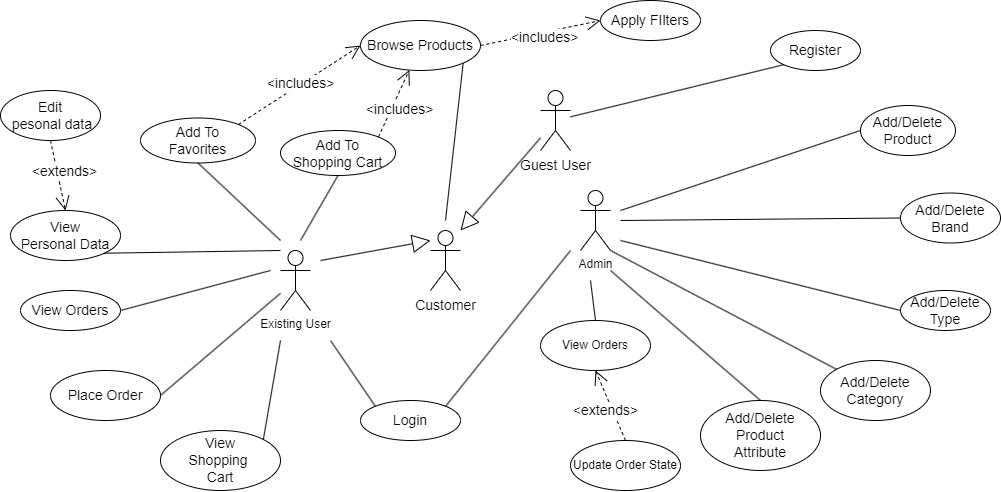 Apply FIlters
Browse Products
<includes>
Register
<includes>
<includes>
Edit
pesonal data
Add/Delete
Product
Add To
Favorites
Add To
Shopping Cart
Guest User
<extends>
View
Personal Data
Add/Delete
Brand
Admin
Customer
View Orders
Existing User
Add/Delete
Type
View Orders
Place Order
Add/Delete
Category
<extends>
Login
Add/Delete
Product
Attribute
View
Shopping
Cart
Update Order State